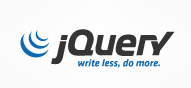 jQuery
write less, do more.